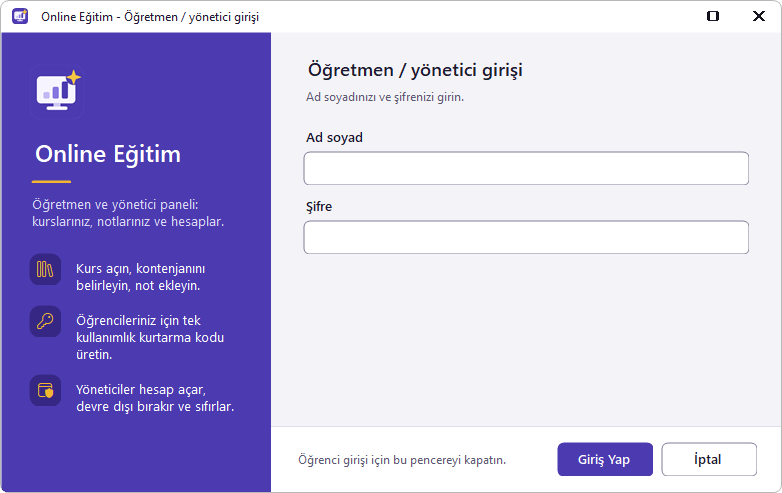 Online Eğitim - Öğretmen / yönetici girişi
Online Eğitim
Öğretmen ve yönetici paneli:
kurslarınız, notlarınız ve hesaplar.
Kurs açın, kontenjanını
belirleyin, not ekleyin.
Öğrencileriniz için tek
kullanımlık kurtarma kodu
üretin.
Yöneticiler hesap açar,
devre dışı bırakır ve sıfırlar.
Öğretmen / yönetici girişi
Ad soyadınızı ve şifrenizi girin.
Ad soyad
Şifre
Öğrenci girişi için bu pencereyi kapatın.
Giriş Yap
İptal